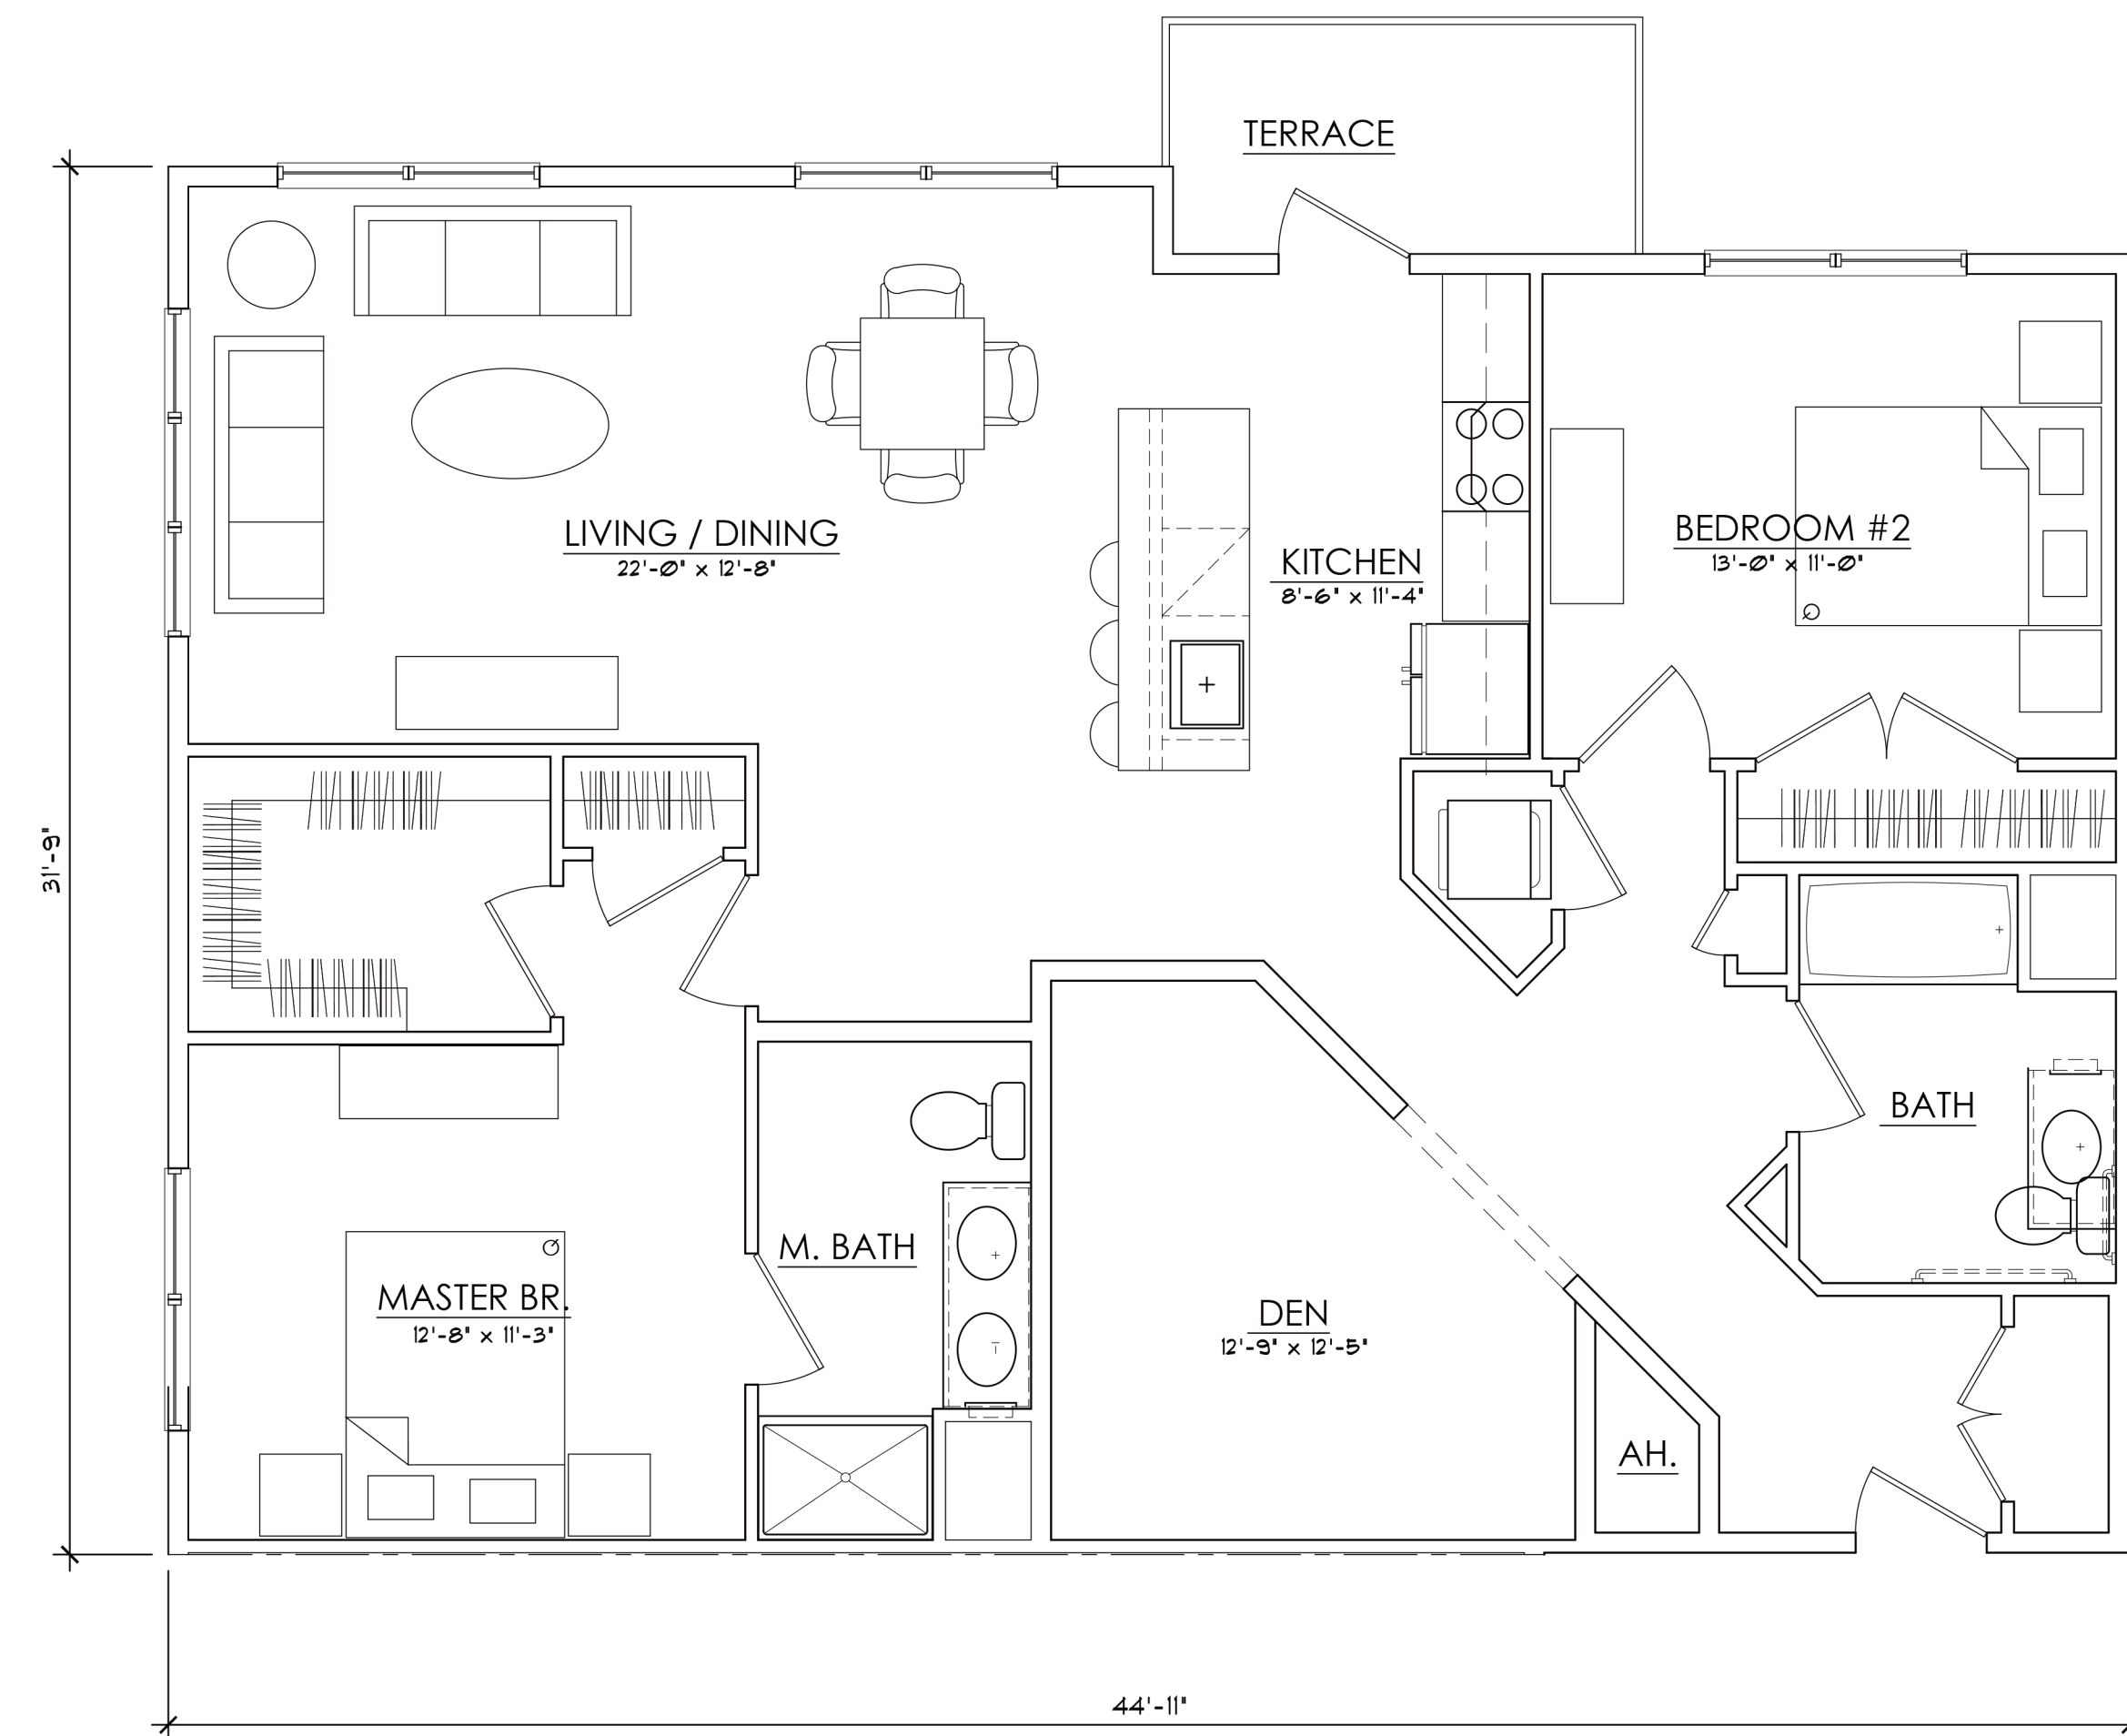 TERRACE
LIVING / DINING
22'-0" x 12'-8"
KITCHEN
8'-6" x 11'-4"
BEDROOM #2
13'-0" x 11'-0"
31'-9"
BATH
M. BATH
MASTER BR.
12'-8" x 11'-3"
DEN
12'-9" x 12'-5"
AH.
44'-11"